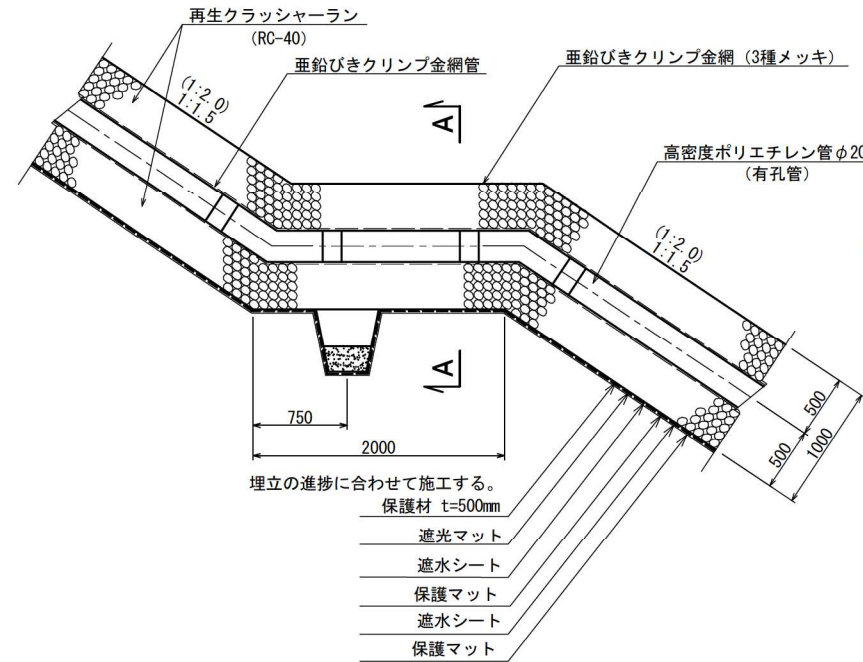 再生クラッシャーラン
(RC-40)
亜鉛びきクリンプ金網管
亜鉛びきクリンプ金網（3種メッキ）
高密度ポリエチレン管φ20
(有孔管)
(1:2.0)
1:1.5
A
(1:2.0)
1:1.5
A
750
2000
500
500
1000
埋立の進捗に合わせて施工する。
保護材 t=500mm
遮光マット
遮水シート
保護マット
遮水シート
保護マット